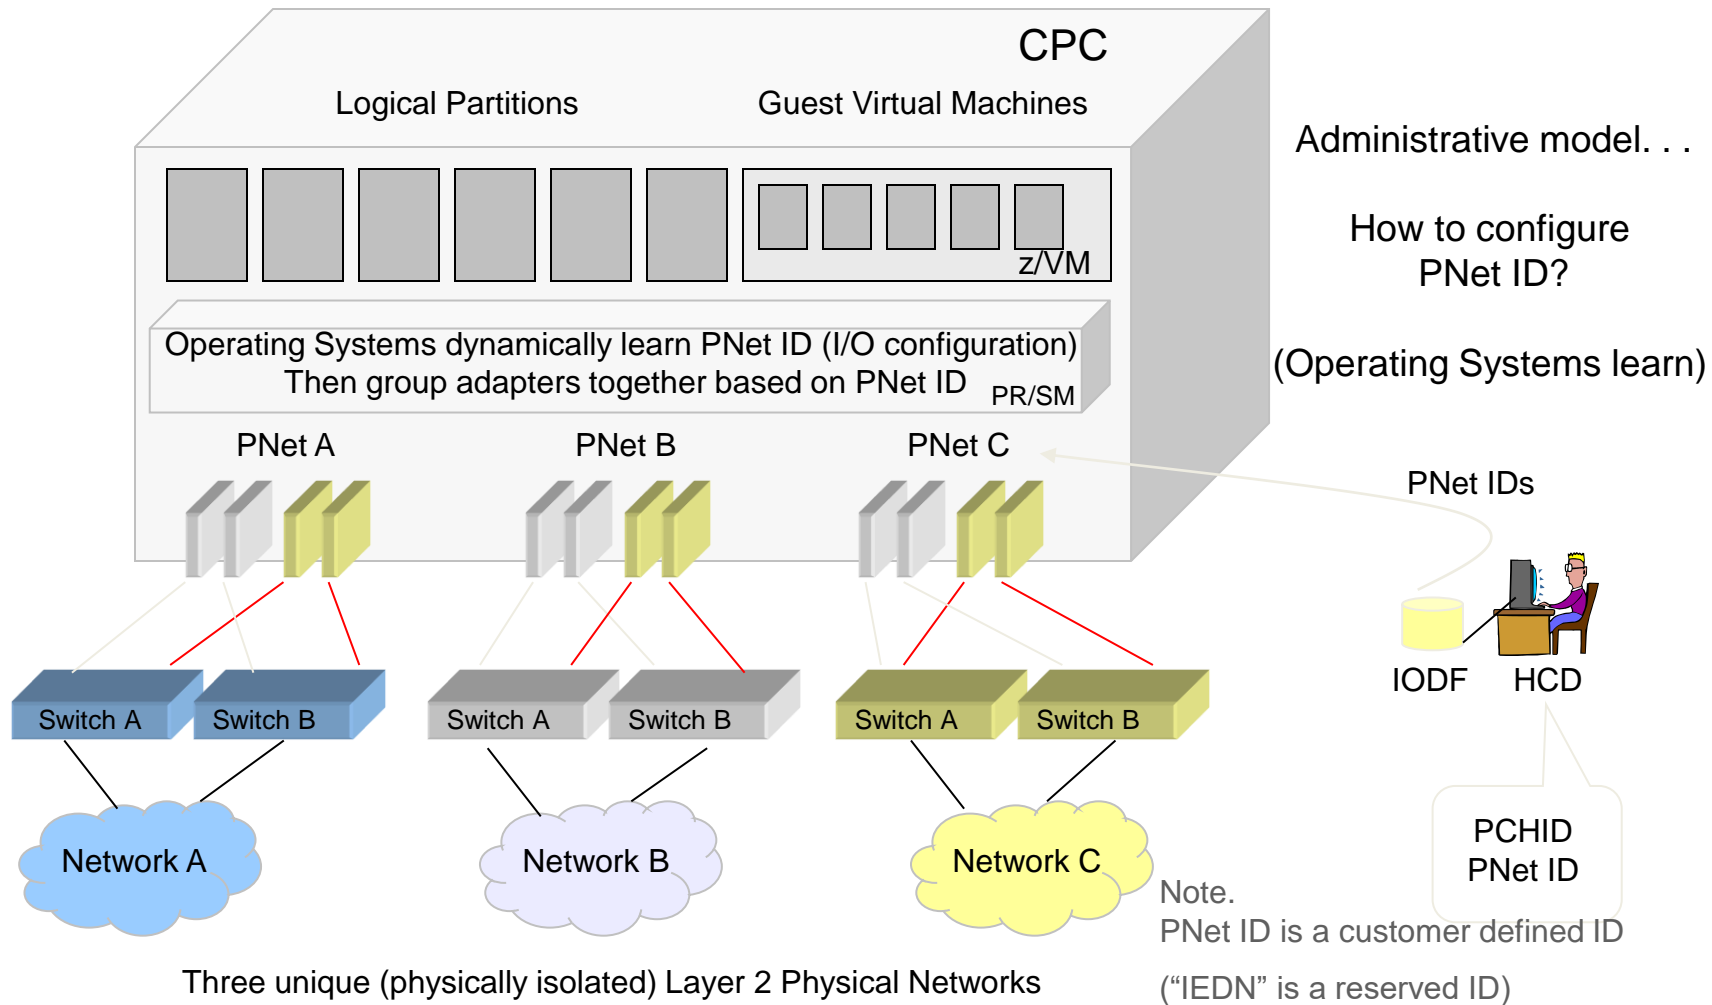 CPC
Logical Partitions
Guest Virtual Machines
Administrative model. . .
How to configure
PNet ID?
(Operating Systems learn)
z/VM
Operating Systems dynamically learn PNet ID (I/O configuration)
Then group adapters together based on PNet ID
PR/SM
PNet A
PNet B
PNet C
PNet IDs
IODF
HCD
Switch A
Switch B
Switch A
Switch B
Switch A
Switch B
Network A
Network B
Network C
PCHID
PNet ID
Note.
PNet ID is a customer defined ID
(“IEDN” is a reserved ID)
Three unique (physically isolated) Layer 2 Physical Networks